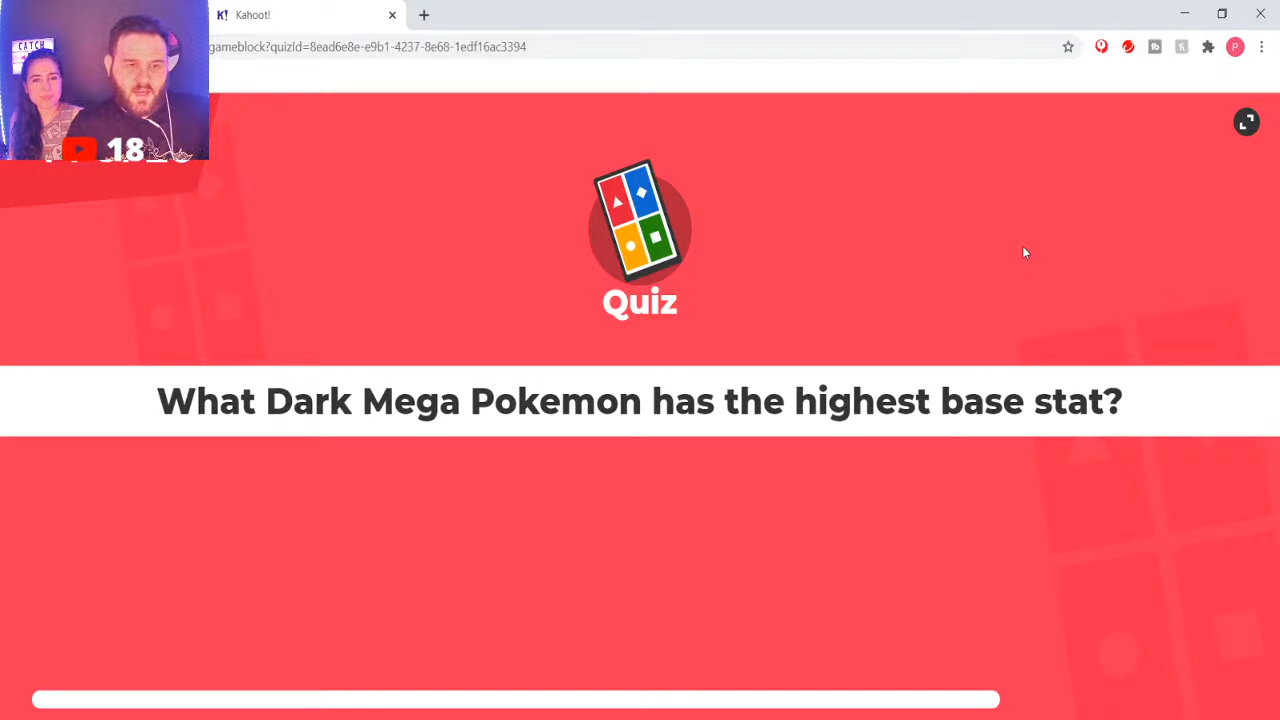 Kahoot!
gameblock?quizId=8ead6e8e-e9b1-4237-8e68-1edf16ac3394
P
CATCH
18
Quiz
What Dark Mega Pokemon has the highest base stat?